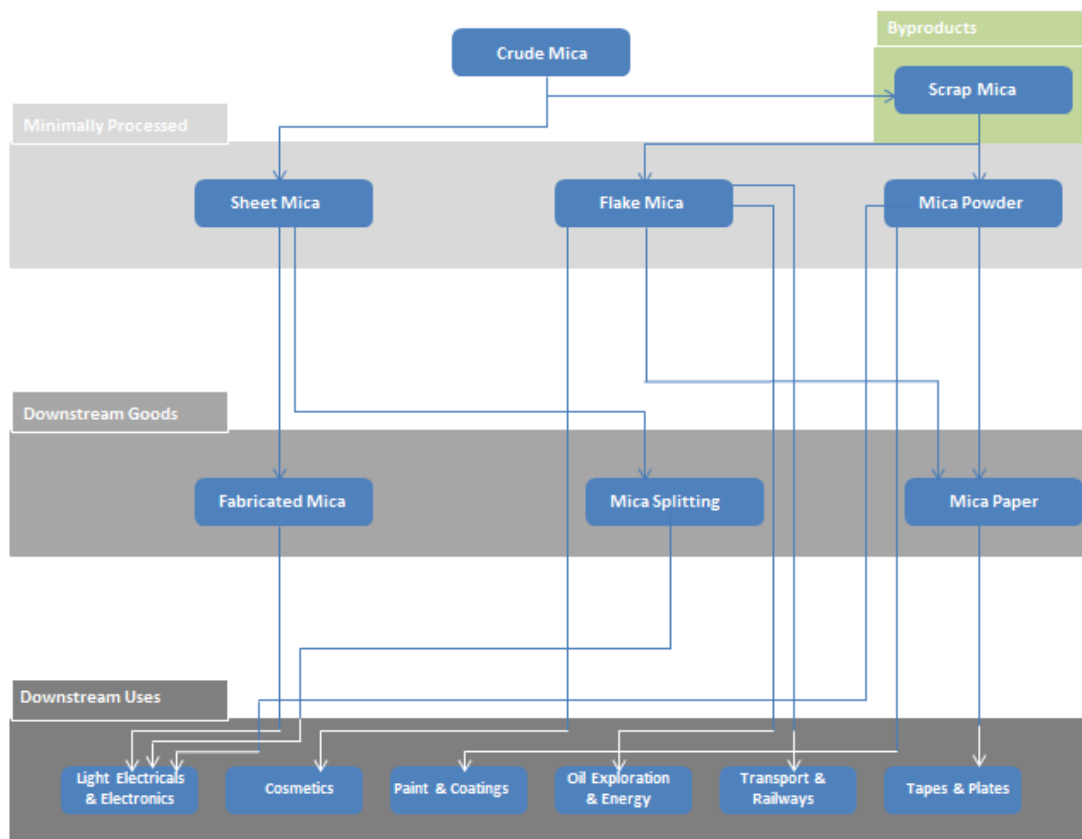 Byproducts
Crude Mica
Scrap Mica
Minimally Processed
Sheet Mica
Flake Mica
Mica Powder
Downstream Goods
Fabricated Mica
Mica Splitting
Mica Paper
Downstream Uses
Light Electricals
& Electronics
Cosmetics
Paint & Coatings
Oil Exploration
& Energy
Transport &
Railways
Tapes & Plates